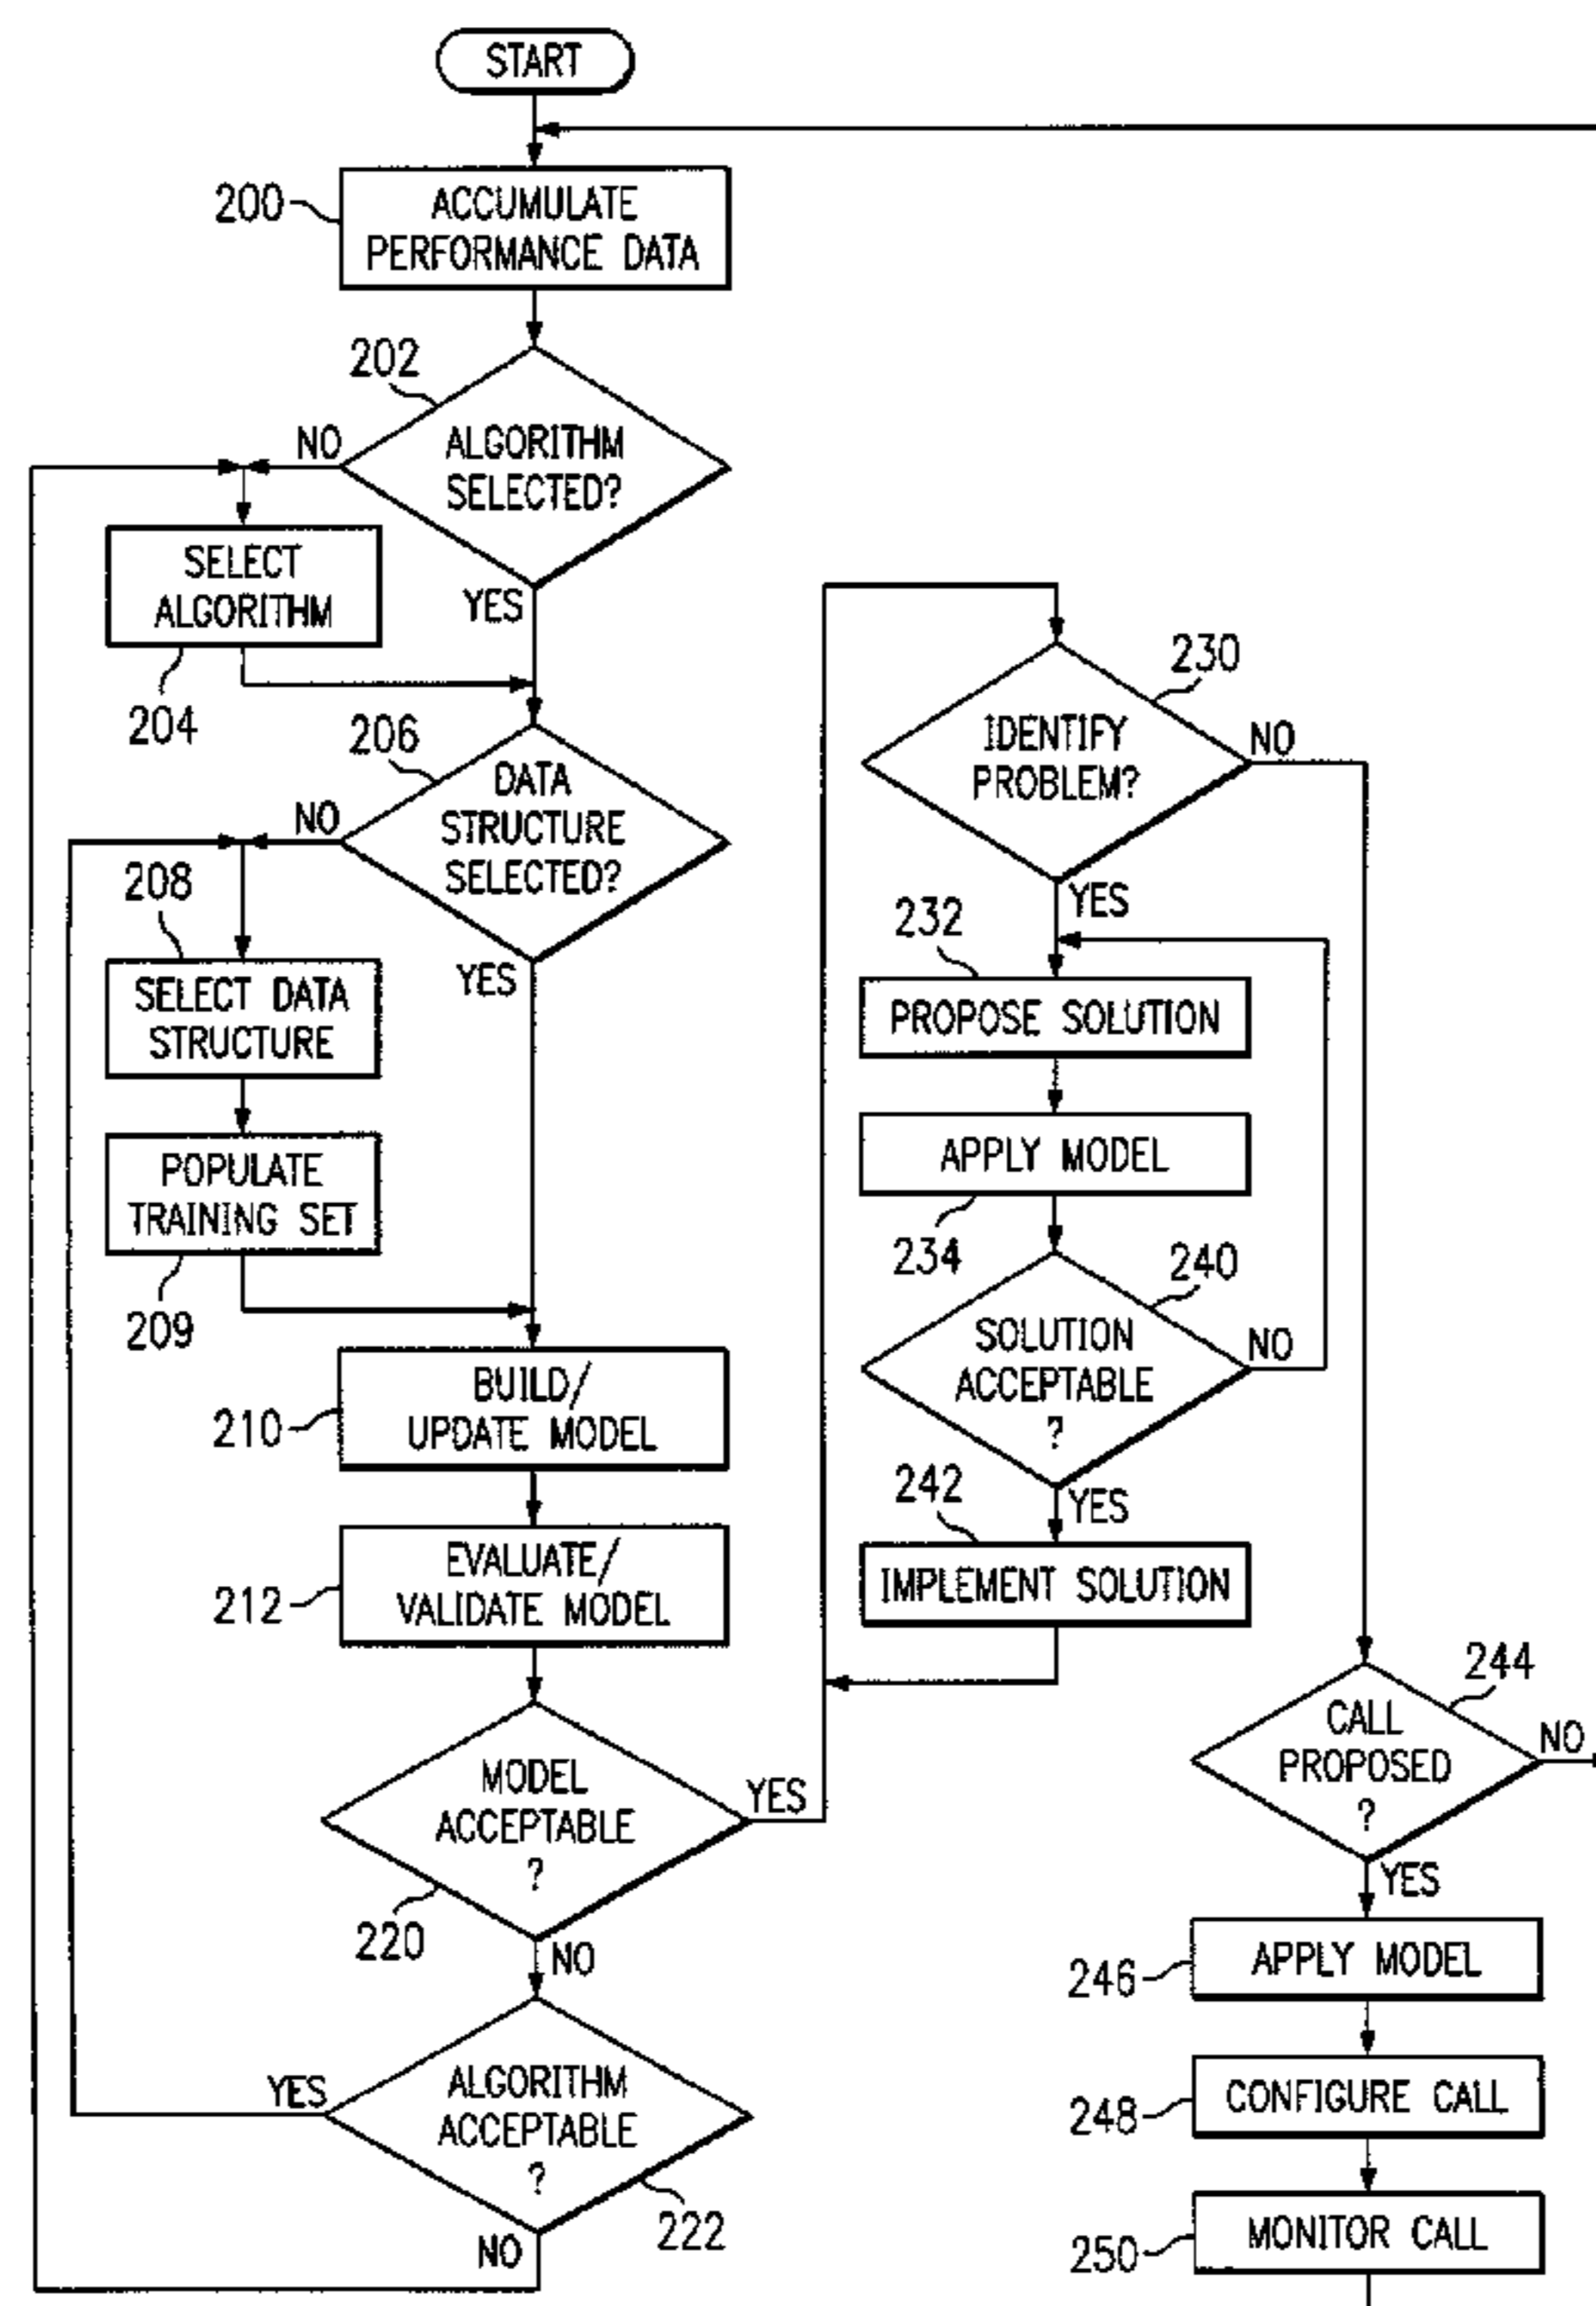 START
200
ACCUMULATE
PERFORMANCE DATA
202
NO
ALGORITHM
SELECTED?
YES
SELECT
ALGORITHM
204
206
NO
DATA
STRUCTURE
SELECTED?
YES
208
SELECT DATA
STRUCTURE
POPULATE
TRAINING SET
209
BUILD/
UPDATE MODEL
210
EVALUATE/
VALIDATE MODEL
212
MODEL
ACCEPTABLE
?
YES
220
NO
ALGORITHM
ACCEPTABLE
?
YES
222
NO
230
IDENTIFY
PROBLEM?
NO
YES
232
PROPOSE SOLUTION
APPLY MODEL
234
240
SOLUTION
ACCEPTABLE
?
NO
YES
242
IMPLEMENT SOLUTION
244
CALL
PROPOSED
?
NO
YES
APPLY MODEL
246
CONFIGURE CALL
248
MONITOR CALL
250